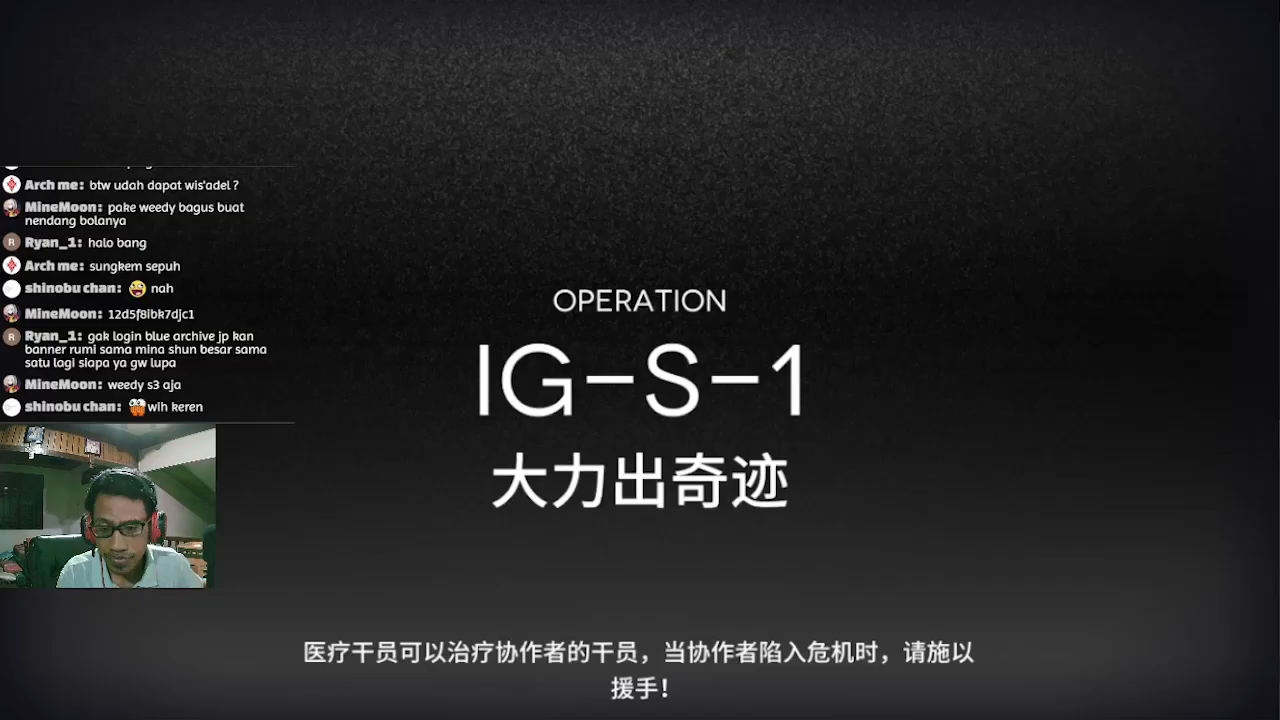 Arch me: btw udah dapat wis'adel ?
MineMoon: pake weedy bagus buat
nendang bolanya
R Ryan_1: halo bang
Arch me: sungkem sepuh
shinobu chan: nah
MineMoon: 12d5f8ibk7djc1
R Ryan_1: gak login blue archive jp kan
banner rumi sama mina shun besar sama
satu lagi siapa ya gw lupa
MineMoon: weedy s3 aja
shinobu chan: wih keren
OPERATION
IG-S-1
大力出奇迹
医疗干员可以治疗协作者的干员，当协作者陷入危机时，请施以
援手！